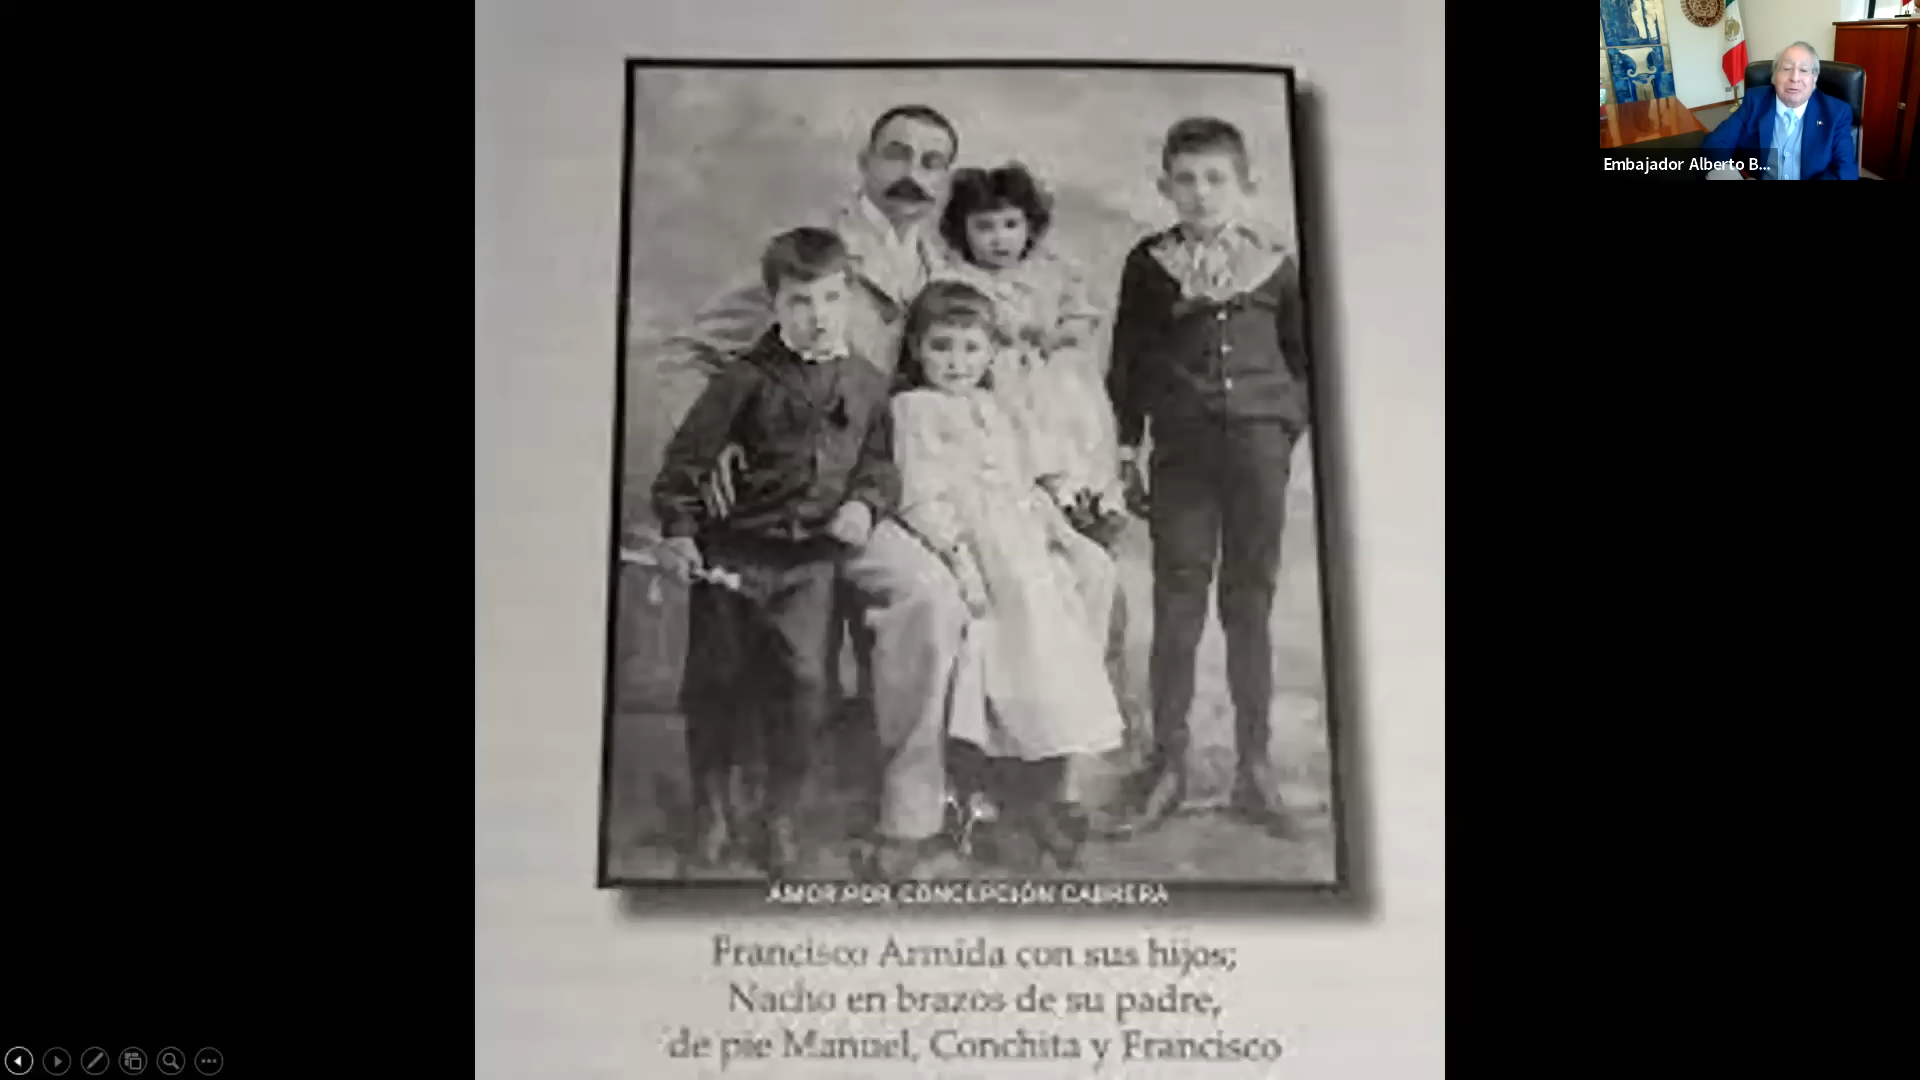 Embajador Alberto B...
AMOR POR CONCEPCIÓN CABRERA
Francisco Armida con sus hijos;
Nacho en brazos de su padre,
de pie Manuel, Conchita y Francisco